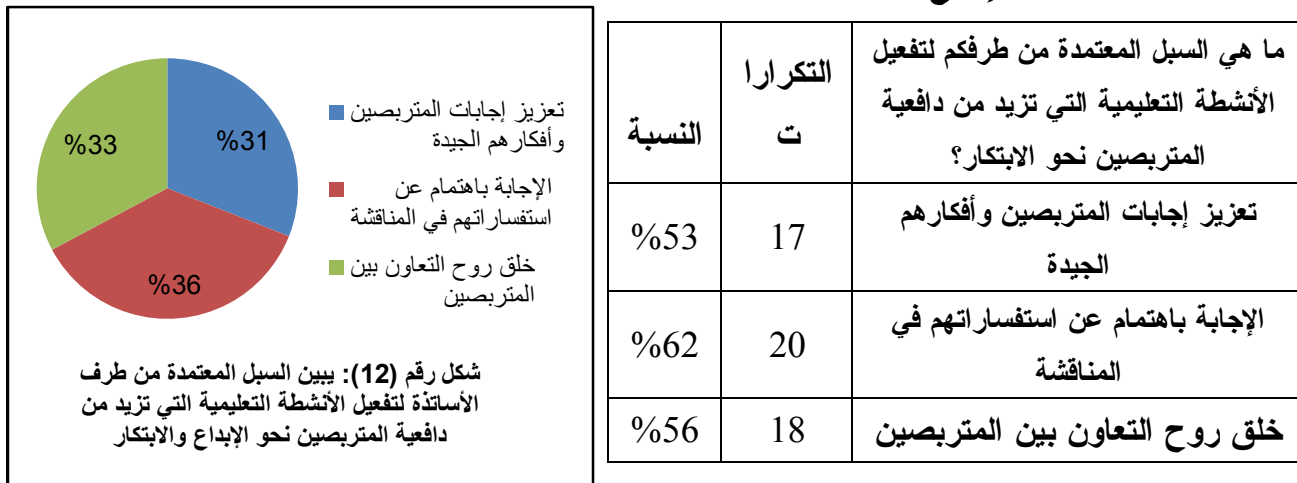 ما هي السبل المعتمدة من طرفكم لتفعيل
الأنشطة التعليمية التي تزيد من دافعية
المتربصين نحو الابتكار؟
التكرارا
ت
النسبة
تعزيز إجابات المتربصين وأفكارهم
الجيدة
17
%53
الإجابة باهتمام عن استفساراتهم في
المناقشة
20
%62
خلق روح التعاون بين المتربصين
18
%56
%31
%33
%36
تعزيز إجابات المتربصين
وأفكارهم الجيدة
الإجابة باهتمام عن
استفساراتهم في المناقشة
خلق روح التعاون بين
المتربصين
شكل رقم (12): يبين السبل المعتمدة من طرف
الأساتذة لتفعيل الأنشطة التعليمية التي تزيد من
دافعية المتربصين نحو الإبداع والابتكار